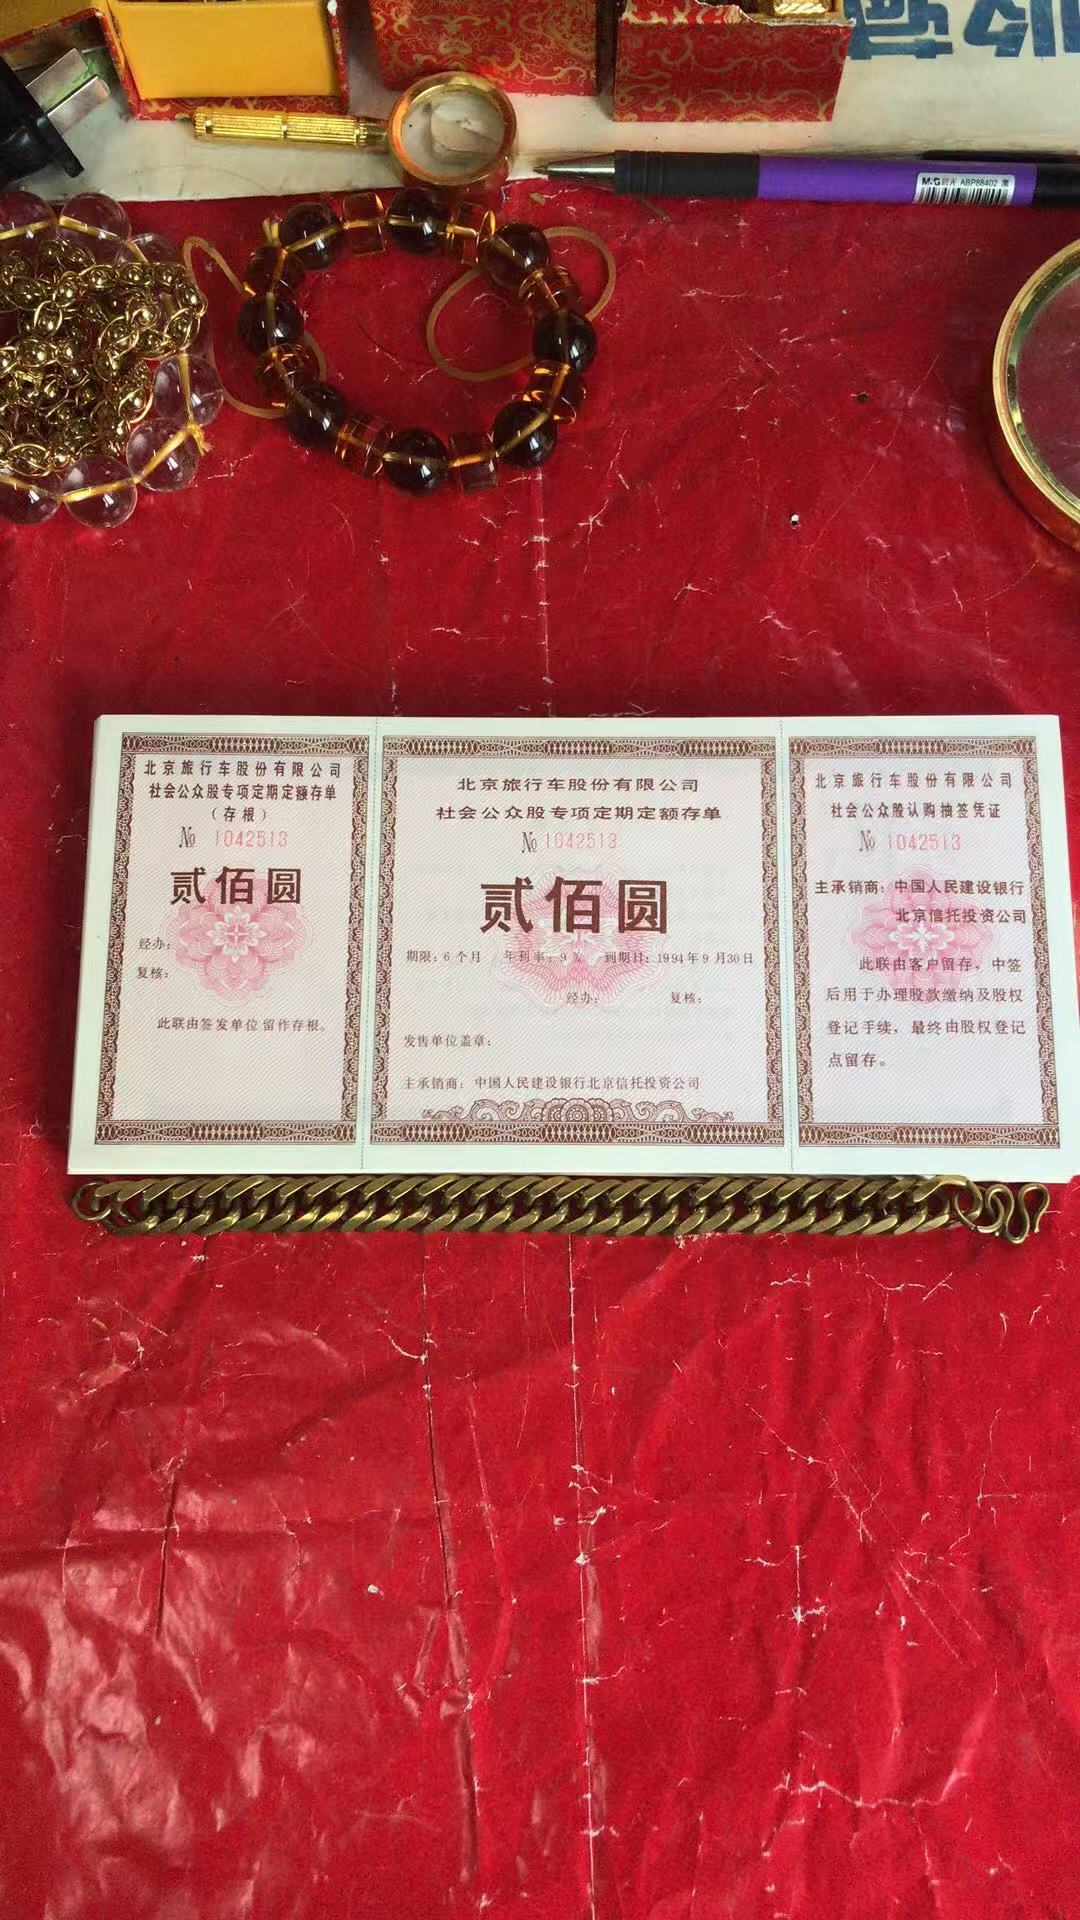 M&G晨光 ABP88402 黑
北京旅行车股份有限公司
社会公众股专项定期定额存单
(存根)
№ 1042513
贰佰圆
经办:
复核:
此联由签发单位留作存根。
北京旅行车股份有限公司
社会公众股专项定期定额存单
№ 1042513
贰佰圆
期限:6个月 年利率:9% 到期日:1994年9月30日
经办: 复核:
发售单位盖章:
主承销商:中国人民建设银行北京信托投资公司
北京旅行车股份有限公司
社会公众股认购抽签凭证
№ 1042513
主承销商:中国人民建设银行
北京信托投资公司
此联由客户留存,中签
后用于办理股款缴纳及股权
登记手续,最终由股权登记
点留存。